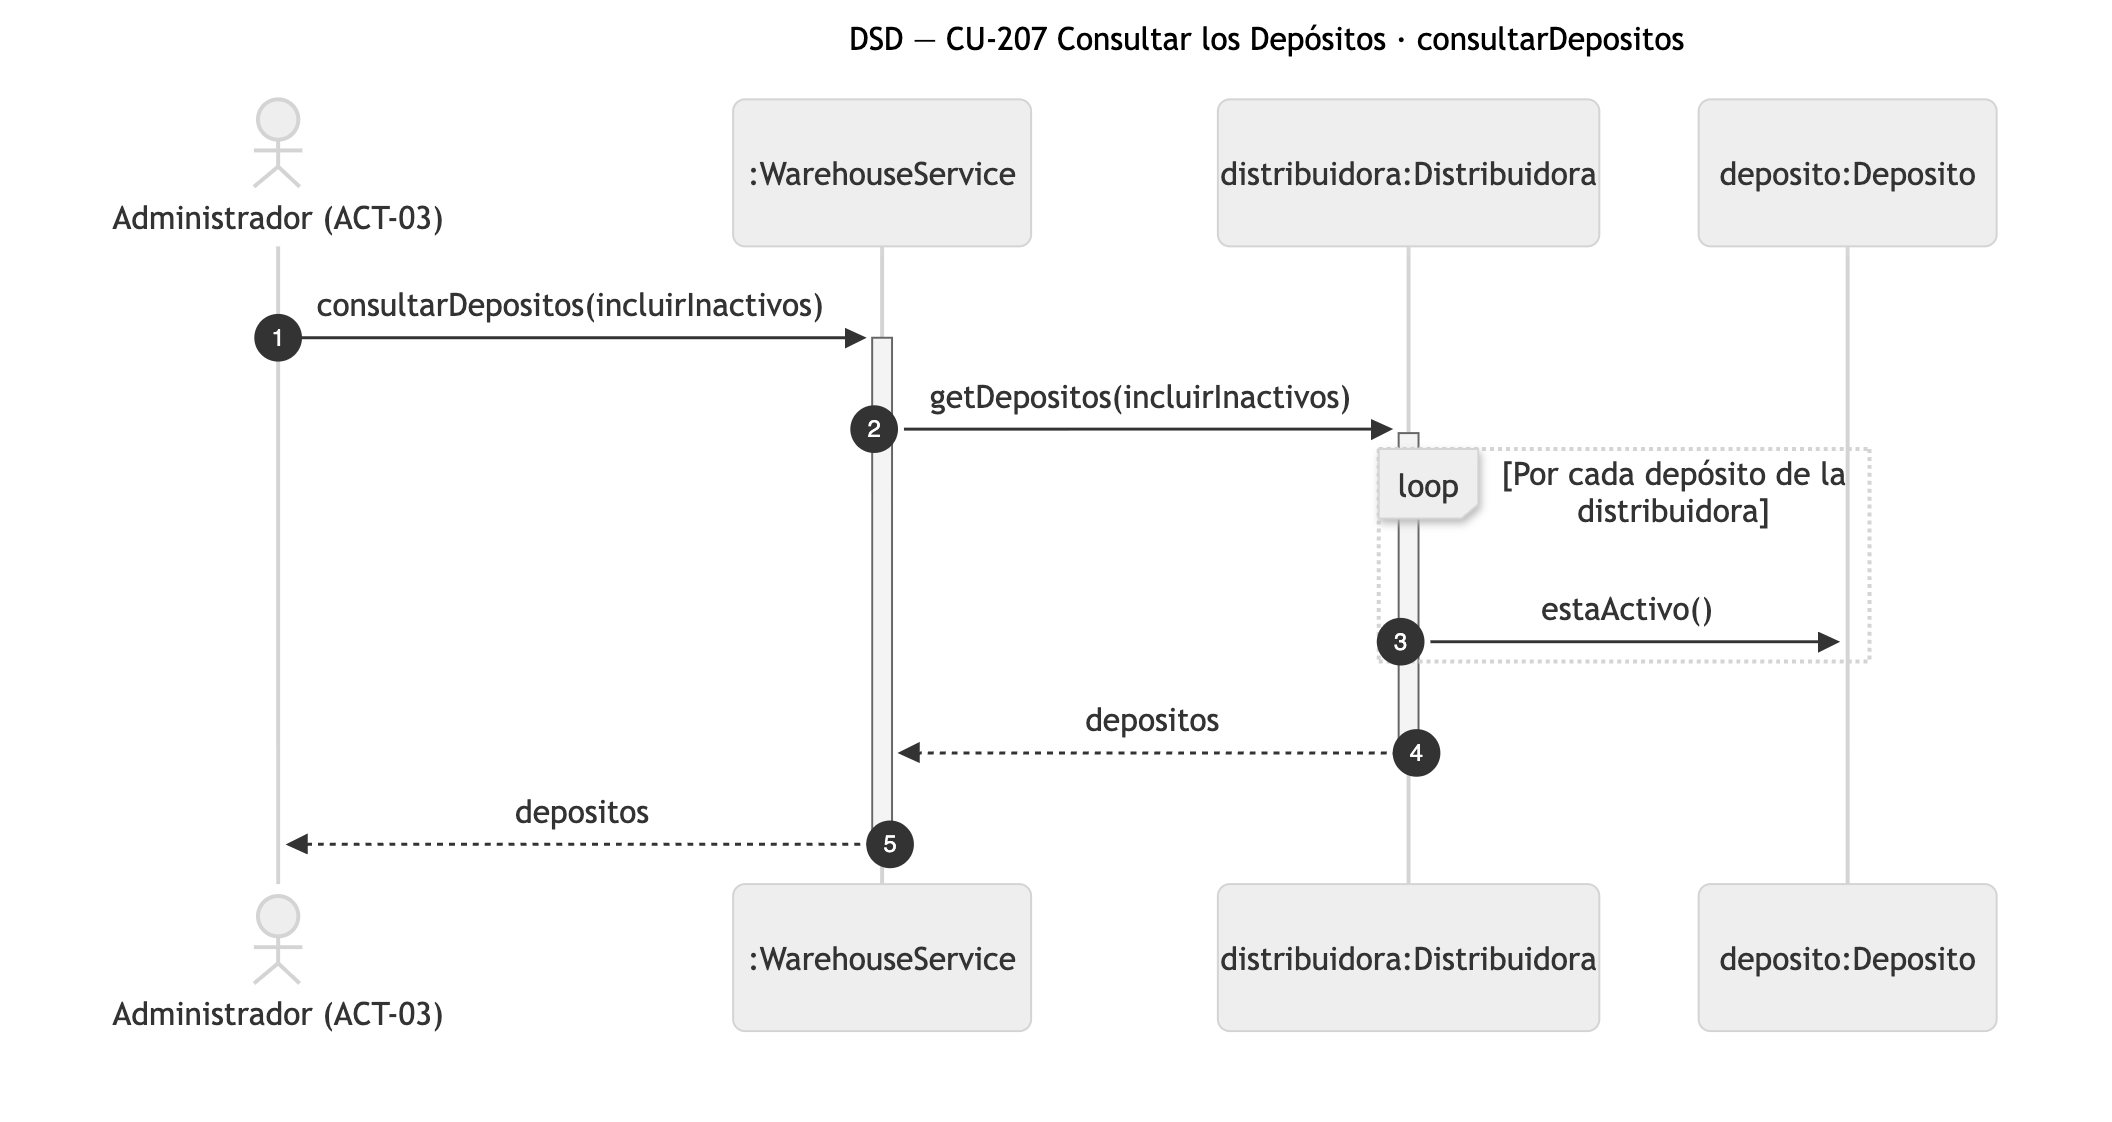 DSD — CU-207 Consultar los Depósitos · consultarDepositos
Administrador (ACT-03)
:WarehouseService
distribuidora:Distribuidora
deposito:Deposito
1
consultarDepositos(incluirInactivos)
2
getDepositos(incluirInactivos)
loop
[Por cada depósito de la
distribuidora]
3
estaActivo()
depositos
4
depositos
5
Administrador (ACT-03)
:WarehouseService
distribuidora:Distribuidora
deposito:Deposito